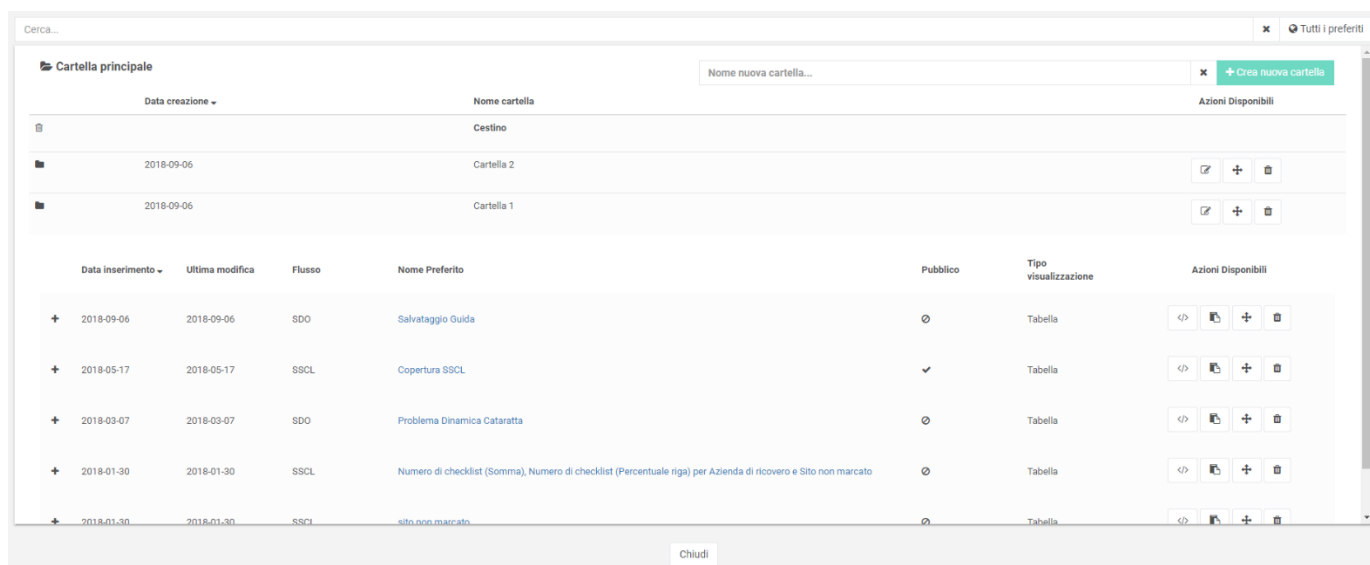 Cerca...
Tutti i preferiti
Cartella principale
Nome nuova cartella...
Crea nuova cartella
Data creazione Nome cartella Azioni Disponibili
Cestino
2018-09-06 Cartella 2
2018-09-06 Cartella 1
Data inserimento Ultima modifica Flusso Nome Preferito Pubblico Tipo visualizzazione Azioni Disponibili
2018-09-06 2018-09-06 SDO Salvataggio Guida Tabella
2018-05-17 2018-05-17 SSCL Copertura SSCL Tabella
2018-03-07 2018-03-07 SDO Problema Dinamica Cataratta Tabella
2018-01-30 2018-01-30 SSCL Numero di checklist (Somma), Numero di checklist (Percentuale riga) per Azienda di ricovero e Sito non marcato Tabella
2018-01-30 2018-01-30 SSCL sito non marcato Tabella
Chiudi